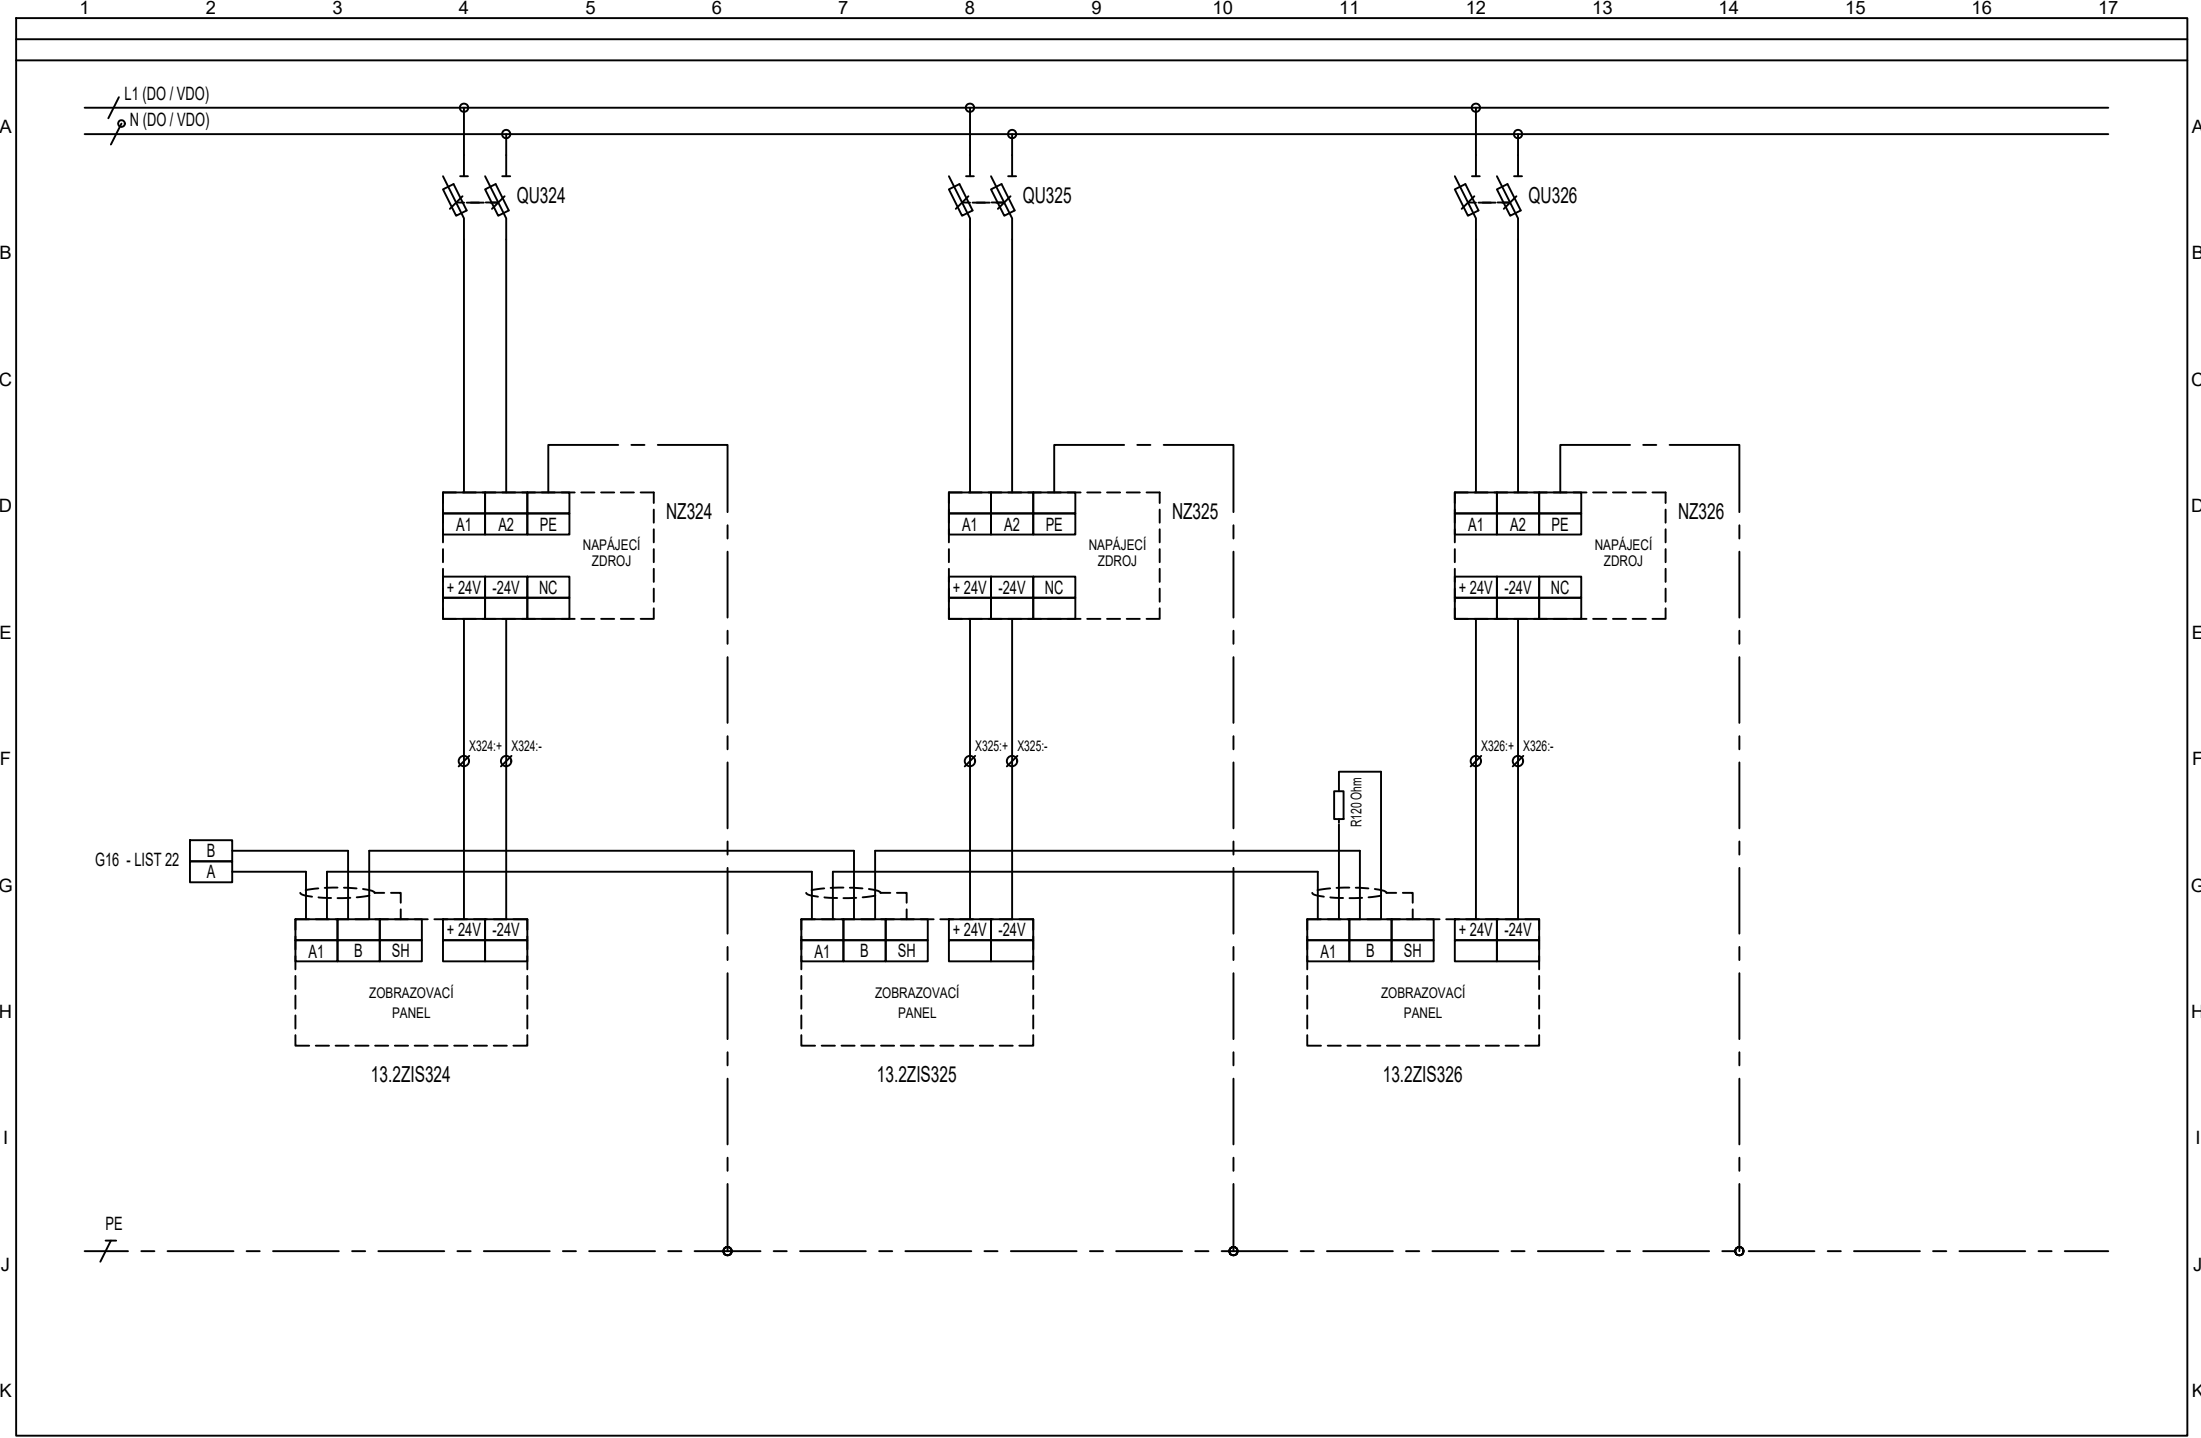 1 2 3 4 5 6 7 8 9 10 11 12 13 14 15 16 17
L1 (DO / VDO)
A N (DO / VDO) A
QU324 QU325 QU326
B B
C C
D NZ324 NZ325 NZ326 D
A1 A2 PE A1 A2 PE A1 A2 PE
NAPÁJECÍ NAPÁJECÍ NAPÁJECÍ
ZDROJ ZDROJ ZDROJ
+ 24V -24V NC + 24V -24V NC + 24V -24V NC
E E
X324:+ X324:- X325:+ X325:- X326:+ X326:-
F F
R120 Ohm
B
G16 - LIST 22
A
G G
+ 24V -24V + 24V -24V + 24V -24V
A1 B SH A1 B SH A1 B SH
ZOBRAZOVACÍ ZOBRAZOVACÍ ZOBRAZOVACÍ
H PANEL PANEL PANEL H
13.2ZIS324 13.2ZIS325 13.2ZIS326
I I
PE
J J
K K